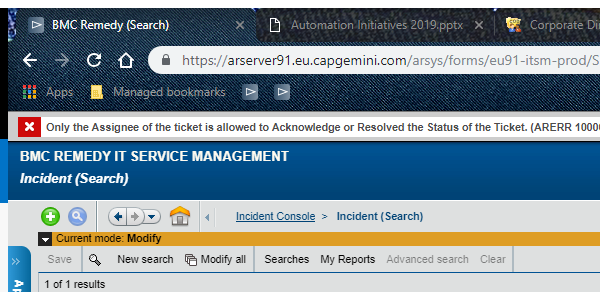 BMC Remedy (Search)
Automation Initiatives 2019.pptx
Corporate Di
https://arserver91.eu.capgemini.com/arsys/forms/eu91-itsm-prod/S
Apps
Managed bookmarks
Only the Assignee of the ticket is allowed to Acknowledge or Resolved the Status of the Ticket. (ARERR 1000
BMC REMEDY IT SERVICE MANAGEMENT
Incident (Search)
Incident Console > Incident (Search)
Current mode: Modify
Save New search Modify all Searches My Reports Advanced search Clear
1 of 1 results